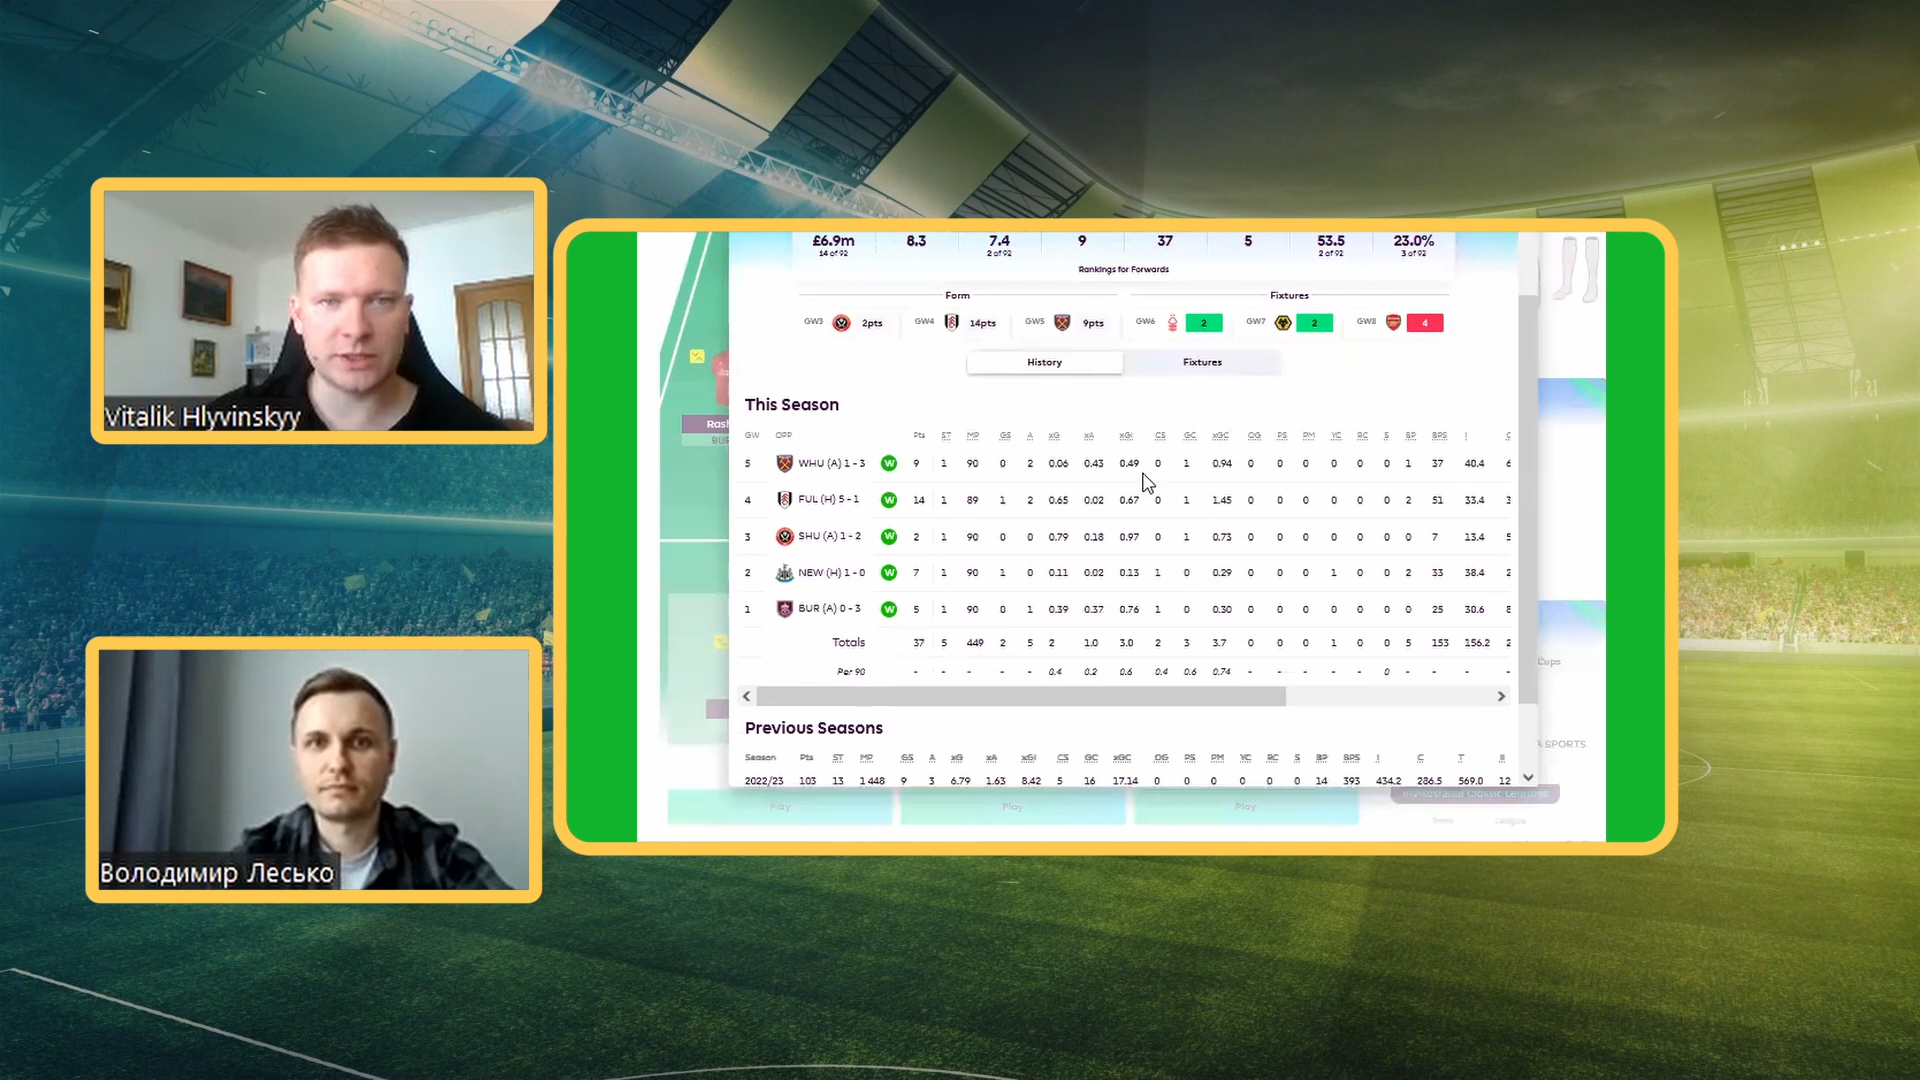 £6.9m 8.3 7.4 9 37 5 53.5 23.0%
14 of 92 2 of 92 2 of 92 3 of 92
Rankings for Forwards
Form Fixtures
GW3 2pts GW4 14pts GW5 9pts GW6 2 GW7 2 GW8 4
History Fixtures
This Season
GW OPP Pts ST MP GS A xG xA xGI CS GC xGC OG PS PM YC RC S BP BPS I C
5 WHU (A) 1 - 3 W 9 1 90 0 2 0.06 0.43 0.49 0 1 0.94 0 0 0 0 0 0 1 37 40.4
4 FUL (H) 5 - 1 W 14 1 89 1 2 0.65 0.02 0.67 0 1 1.45 0 0 0 0 0 0 2 51 33.4
3 SHU (A) 1 - 2 W 2 1 90 0 0 0.79 0.18 0.97 0 1 0.73 0 0 0 0 0 0 0 7 13.4
2 NEW (H) 1 - 0 W 7 1 90 1 0 0.11 0.02 0.13 1 0 0.29 0 0 0 1 0 0 2 33 38.4
1 BUR (A) 0 - 3 W 5 1 90 0 1 0.39 0.37 0.76 1 0 0.30 0 0 0 0 0 0 0 25 30.6
Totals 37 5 449 2 5 2 1.0 3.0 2 3 3.7 0 0 0 1 0 0 5 153 156.2
Per 90 - - - - - 0.4 0.2 0.6 0.4 0.6 0.74 - - - - - 0 - - -
Previous Seasons
Season Pts ST MP GS A xG xA xGI CS GC xGC OG PS PM YC RC S BP BPS I C T II
2022/23 103 13 1 448 9 3 6.79 1.63 8.42 5 16 17.14 0 0 0 0 0 0 14 393 434.2 286.5 569.0 12
Rash
BUR
Cups
A SPORTS
Play Play Play
Vitalik Hlyvinskyy
Володимир Лесько